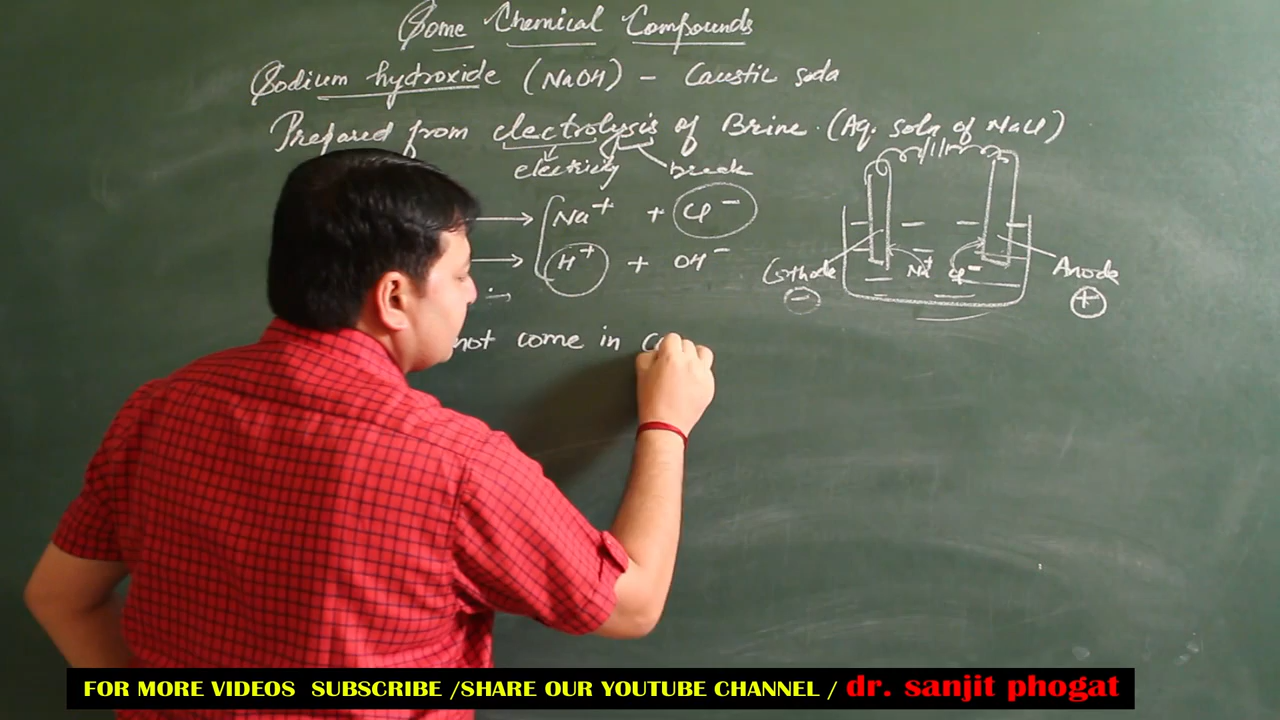 Some Chemical Compounds
Sodium hydroxide (NaOH) - Caustic soda
Prepared from electrolysis of Brine. (Aq. soln of NaCl)
electricity break
Na+ + Cl-
H+ + OH-
Cathode Na+ Cl- Anode
- +
not come in
FOR MORE VIDEOS SUBSCRIBE /SHARE OUR YOUTUBE CHANNEL / dr. sanjit phogat